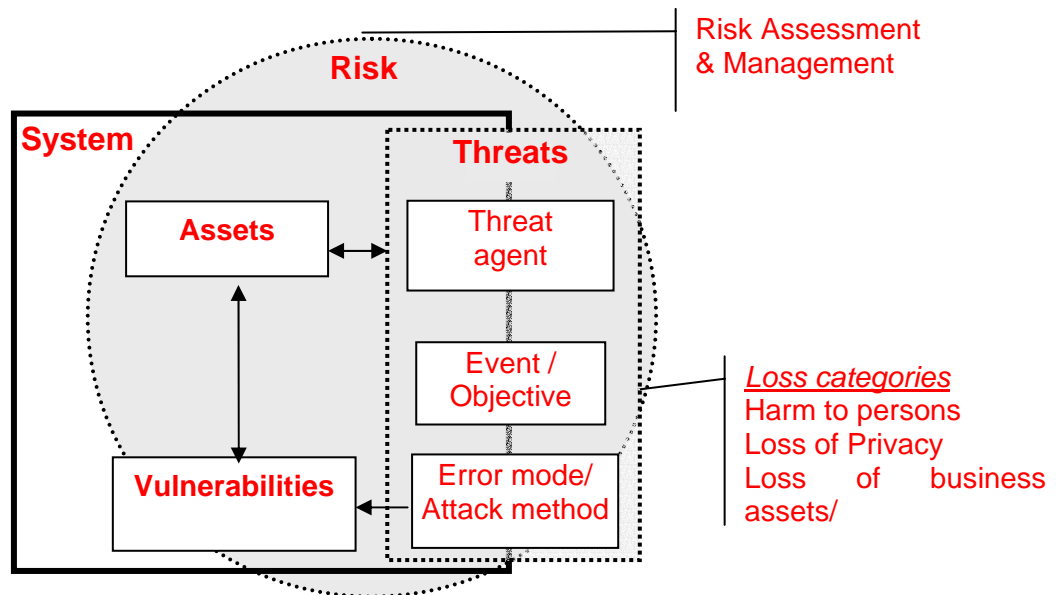 Risk Assessment
& Management
Risk
System
Threats
Assets
Threat
agent
Event /
Objective
Vulnerabilities
Error mode/
Attack method
Loss categories
Harm to persons
Loss of Privacy
Loss of business
assets/